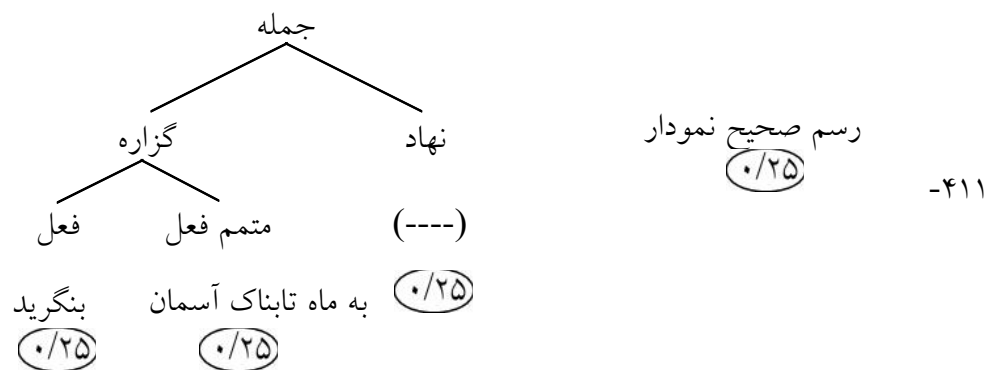 جمله
گزاره نهاد
رسم صحیح نمودار
۰/۲۵
-۴۱۱
فعل متمم فعل (----)
۰/۲۵
بنگرید به ماه تابناک آسمان
۰/۲۵ ۰/۲۵